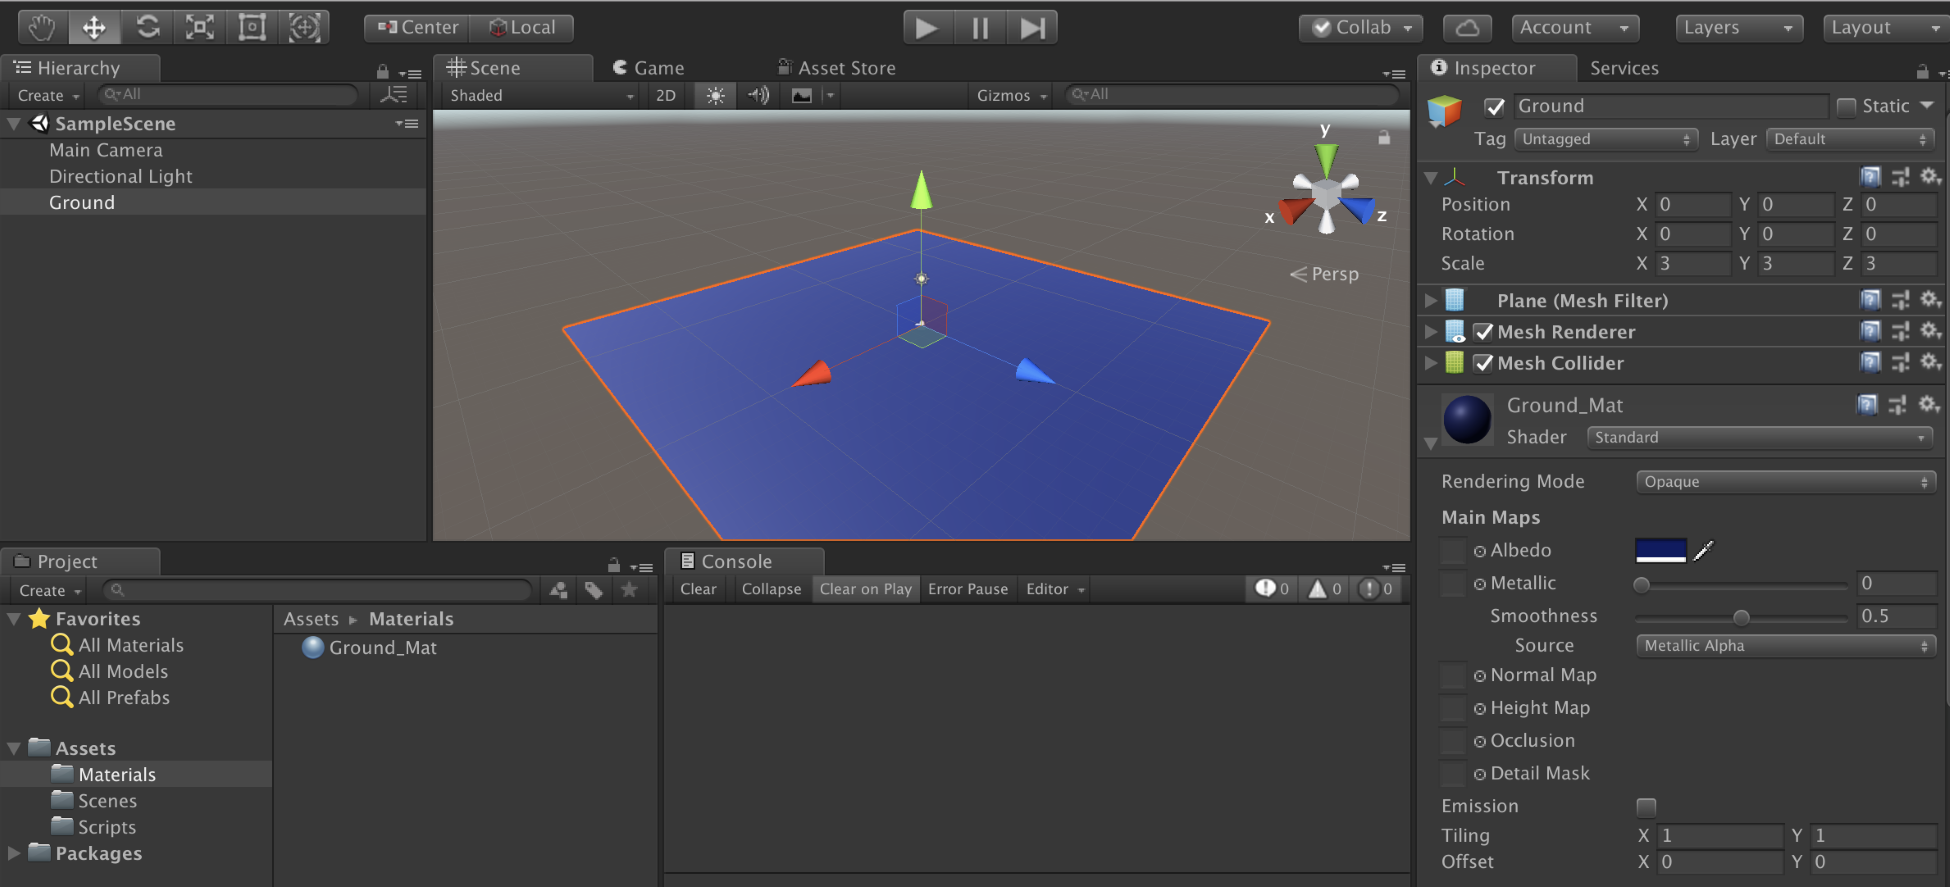 Center Local Collab Account Layers Layout
Hierarchy
Create All
SampleScene
Main Camera
Directional Light
Ground
Scene Game Asset Store
Shaded 2D Gizmos All
y
x z
Persp
Inspector Services
Ground Static
Tag Untagged Layer Default
Transform
Position X 0 Y 0 Z 0
Rotation X 0 Y 0 Z 0
Scale X 3 Y 3 Z 3
Plane (Mesh Filter)
Mesh Renderer
Mesh Collider
Ground_Mat
Shader Standard
Rendering Mode Opaque
Main Maps
Albedo
Metallic 0
Smoothness 0.5
Source Metallic Alpha
Normal Map
Height Map
Occlusion
Detail Mask
Emission
Tiling X 1 Y 1
Offset X 0 Y 0
Project
Create
Favorites
All Materials
All Models
All Prefabs
Assets
Materials
Scenes
Scripts
Packages
Assets ▸ Materials
Ground_Mat
Console
Clear Collapse Clear on Play Error Pause Editor 0 0 0